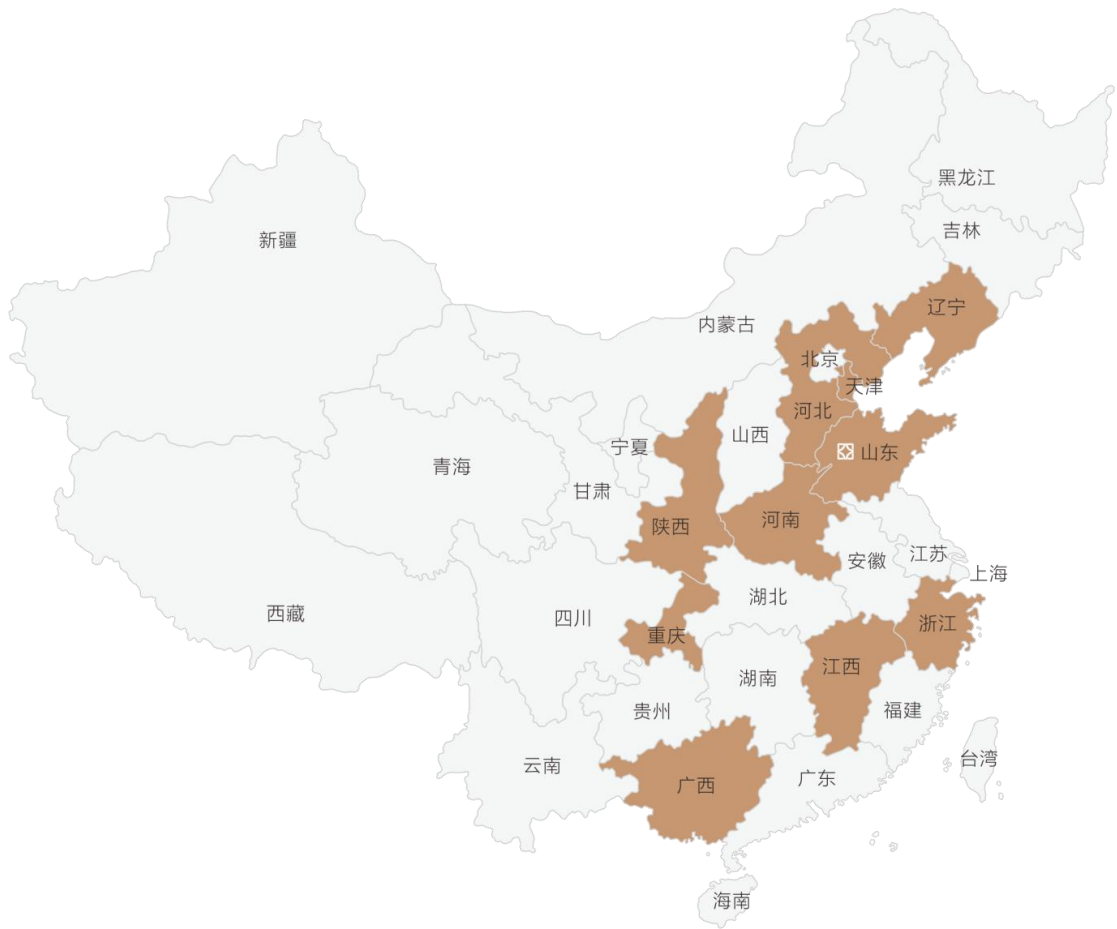 黑龙江
吉林
新疆
辽宁
内蒙古
北京
天津
河北
山西
宁夏
山东
青海
甘肃
河南
陕西
江苏
安徽
上海
湖北
西藏
四川
浙江
重庆
江西
湖南
贵州
福建
台湾
云南
广东
广西
海南